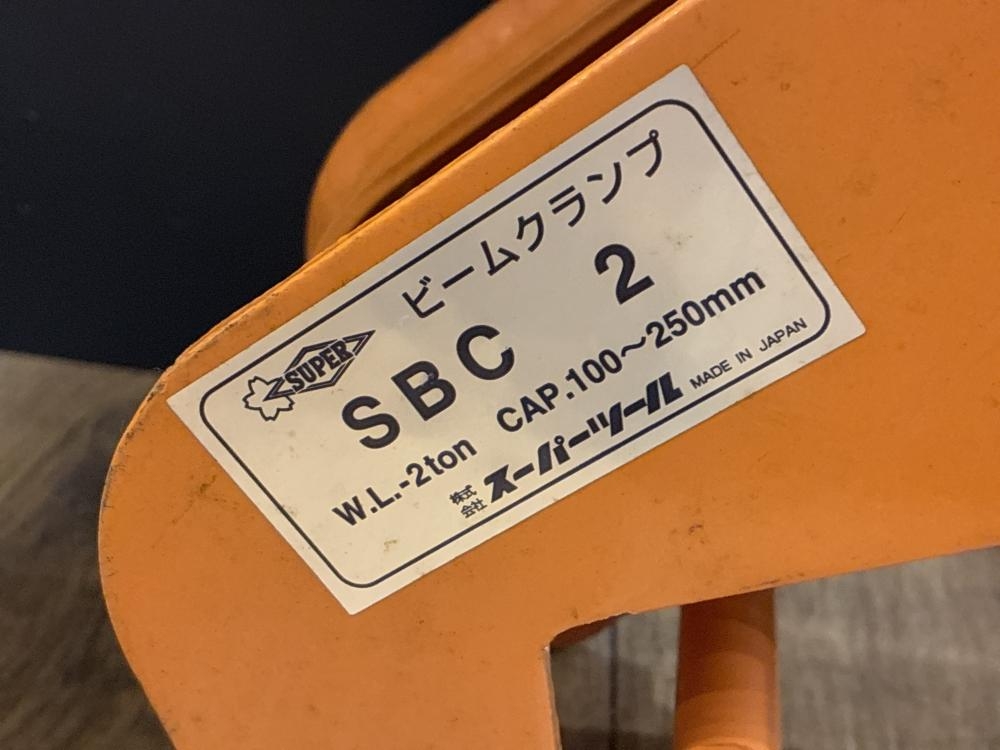 ビームクランプ
SUPER
SBC 2
W.L.-2ton CAP.100～250mm
株式会社 スーパーツール MADE IN JAPAN